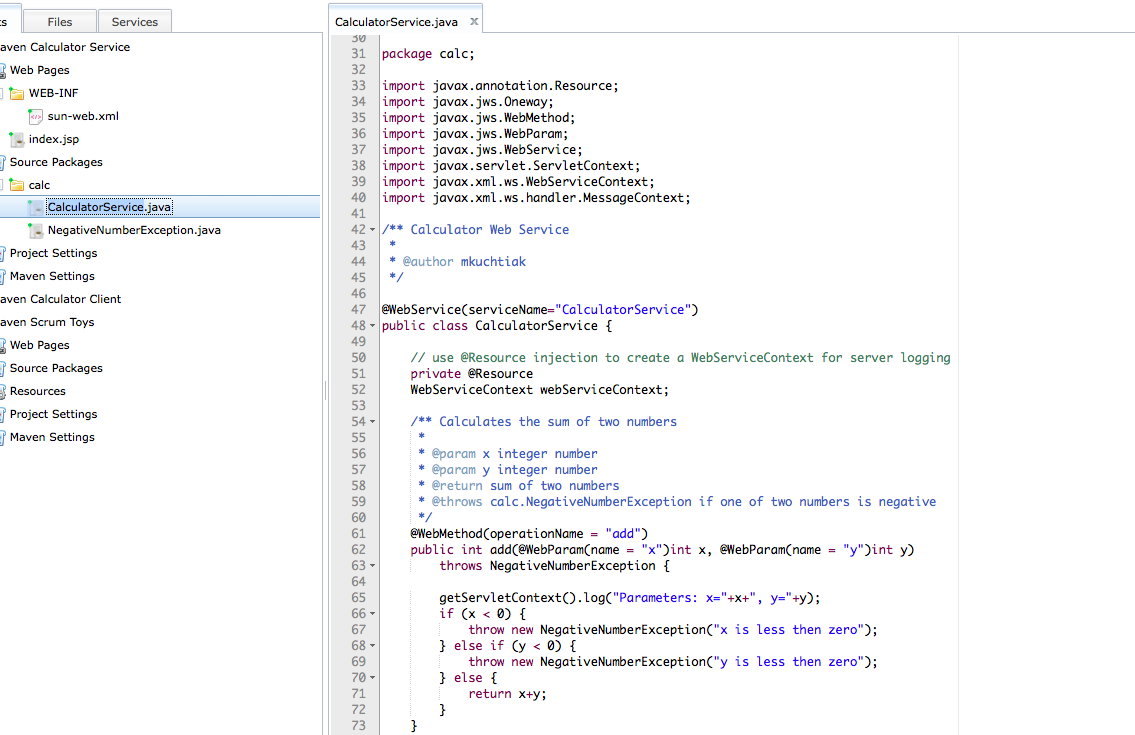 ts Files Services
aven Calculator Service
Web Pages
WEB-INF
sun-web.xml
index.jsp
Source Packages
calc
CalculatorService.java
NegativeNumberException.java
Project Settings
Maven Settings
aven Calculator Client
aven Scrum Toys
Web Pages
Source Packages
Resources
Project Settings
Maven Settings
CalculatorService.java x
30
31 package calc;
32
33 import javax.annotation.Resource;
34 import javax.jws.Oneway;
35 import javax.jws.WebMethod;
36 import javax.jws.WebParam;
37 import javax.jws.WebService;
38 import javax.servlet.ServletContext;
39 import javax.xml.ws.WebServiceContext;
40 import javax.xml.ws.handler.MessageContext;
41
42 /** Calculator Web Service
43 *
44 * @author mkuchtiak
45 */
46
47 @WebService(serviceName="CalculatorService")
48 public class CalculatorService {
49
50 // use @Resource injection to create a WebServiceContext for server logging
51 private @Resource
52 WebServiceContext webServiceContext;
53
54 /** Calculates the sum of two numbers
55 *
56 * @param x integer number
57 * @param y integer number
58 * @return sum of two numbers
59 * @throws calc.NegativeNumberException if one of two numbers is negative
60 */
61 @WebMethod(operationName = "add")
62 public int add(@WebParam(name = "x")int x, @WebParam(name = "y")int y)
63 throws NegativeNumberException {
64
65 getServletContext().log("Parameters: x="+x+", y="+y);
66 if (x < 0) {
67 throw new NegativeNumberException("x is less then zero");
68 } else if (y < 0) {
69 throw new NegativeNumberException("y is less then zero");
70 } else {
71 return x+y;
72 }
73 }